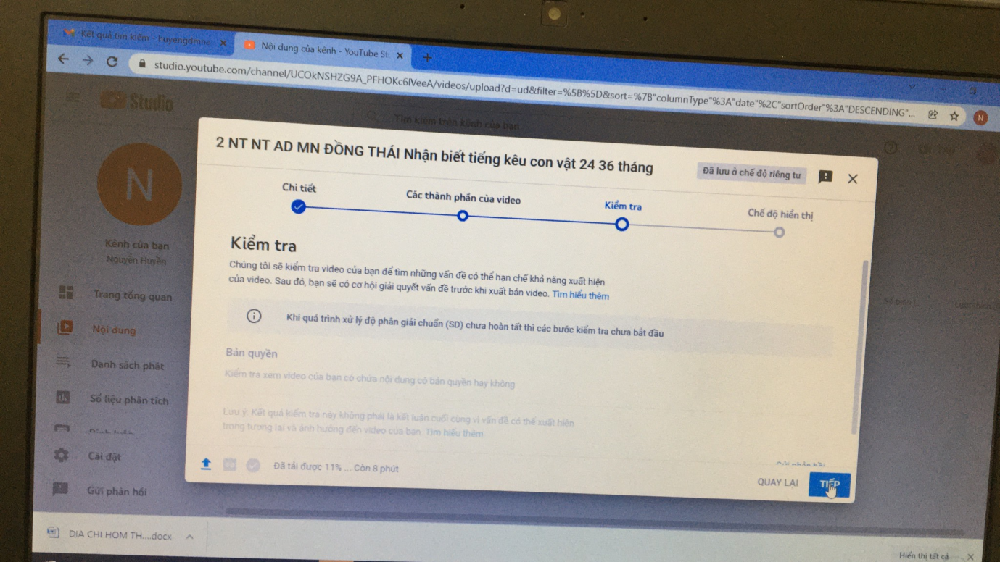 Kết quả tìm kiếm - huyengdmn
Nội dung của kênh - YouTube St
studio.youtube.com/channel/UCOkNSHZG9A_PFHOKc6lVeeA/videos/upload?d=ud&filter=%5B%5D&sort=%7B"columnType"%3A"date"%2C"sortOrder"%3A"DESCENDING"...
N
Studio
Tìm kiếm trên kênh của bạn
2 NT NT AD MN ĐỒNG THÁI Nhận biết tiếng kêu con vật 24 36 tháng
Đã lưu ở chế độ riêng tư
N
Chi tiết
Các thành phần của video
Kiểm tra
Chế độ hiển thị
Kênh của bạn
Nguyễn Huyền
Kiểm tra
Chúng tôi sẽ kiểm tra video của bạn để tìm những vấn đề có thể hạn chế khả năng xuất hiện
của video. Sau đó, bạn sẽ có cơ hội giải quyết vấn đề trước khi xuất bản video. Tìm hiểu thêm
Khi quá trình xử lý độ phân giải chuẩn (SD) chưa hoàn tất thì các bước kiểm tra chưa bắt đầu
Bản quyền
Kiểm tra xem video của bạn có chứa nội dung có bản quyền hay không
Lưu ý: Kết quả kiểm tra này không phải là kết luận cuối cùng vì vấn đề có thể xuất hiện
trong tương lai và ảnh hưởng đến video của bạn. Tìm hiểu thêm
Trang tổng quan
Nội dung
Danh sách phát
Số liệu phân tích
Cài đặt
Gửi phản hồi
Đã tải được 11% ... Còn 8 phút
Gửi phản hồi
QUAY LẠI
TIẾP
DIA CHI HOM TH....docx
Hiển thị tất cả